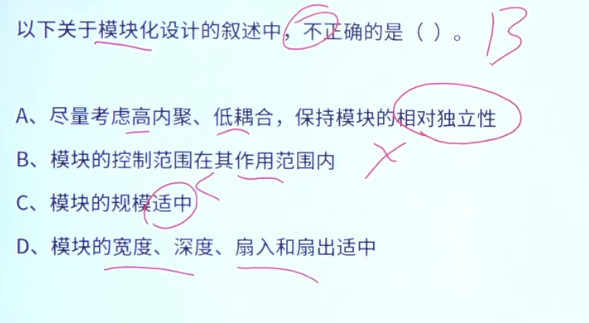 以下关于模块化设计的叙述中，不正确的是（ ）。 B
A、尽量考虑高内聚、低耦合，保持模块的相对独立性
B、模块的控制范围在其作用范围内
C、模块的规模适中
D、模块的宽度、深度、扇入和扇出适中